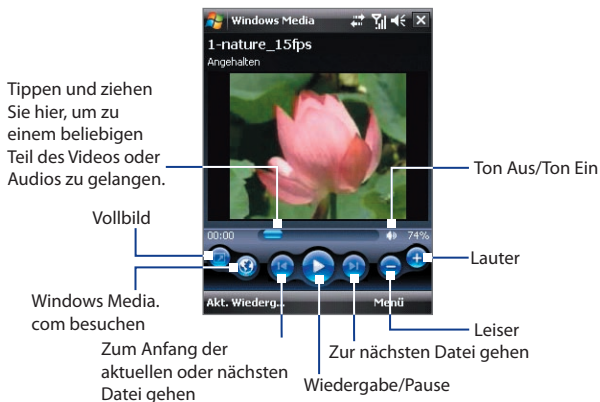 Windows Media
1-nature_15fps
Angehalten
Tippen und ziehen
Sie hier, um zu
einem beliebigen
Teil des Videos oder
Audios zu gelangen.
Ton Aus/Ton Ein
Vollbild
00:00
74%
Lauter
Windows Media.
com besuchen
Akt. Wiederg...
Menü
Leiser
Zum Anfang der
aktuellen oder nächsten
Datei gehen
Zur nächsten Datei gehen
Wiedergabe/Pause